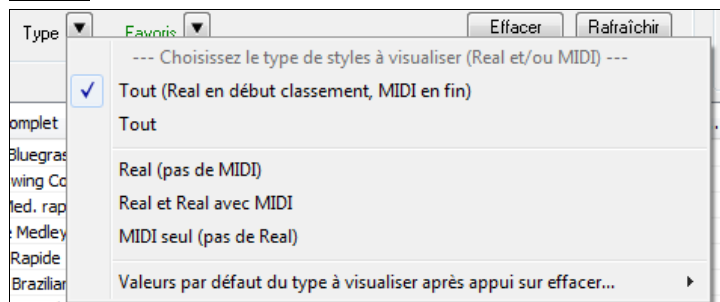 Type
Favoris
Effacer
Rafraîchir
--- Choisissez le type de styles à visualiser (Real et/ou MIDI) ---
Tout (Real en début classement, MIDI en fin)
Tout
Real (pas de MIDI)
Real et Real avec MIDI
MIDI seul (pas de Real)
Valeurs par défaut du type à visualiser après appui sur effacer...
omplet
Bluegras
wing Co
Med. rap
Medley
Rapide
Brazilian